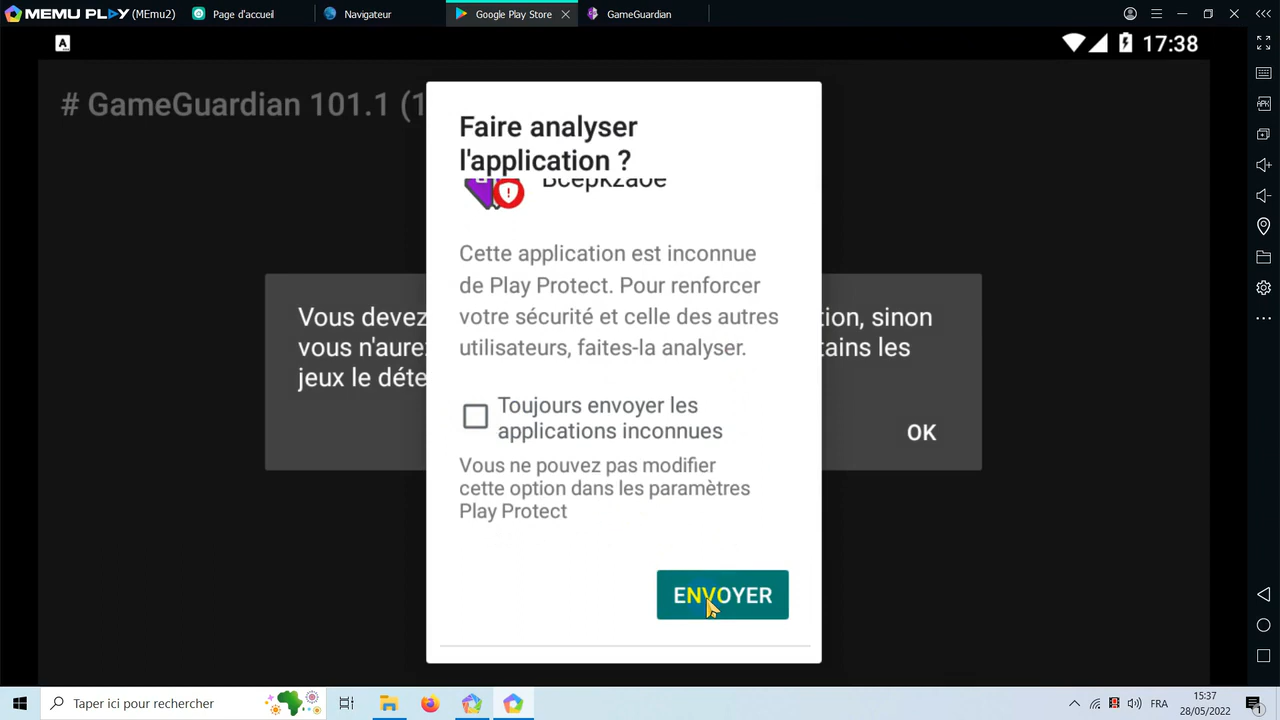 MEMU PLAY (MEmu2)
Page d'accueil
Navigateur
Google Play Store
GameGuardian
A
17:38
# GameGuardian 101.1 (1
Faire analyser
l'application ?
Cette application est inconnue
de Play Protect. Pour renforcer
votre sécurité et celle des autres
utilisateurs, faites-la analyser.
Vous devez
tion, sinon
vous n'aure
tains les
jeux le déte
OK
Toujours envoyer les
applications inconnues
Vous ne pouvez pas modifier
cette option dans les paramètres
Play Protect
ENVOYER
APK
Taper ici pour rechercher
FRA
15:37
28/05/2022
1